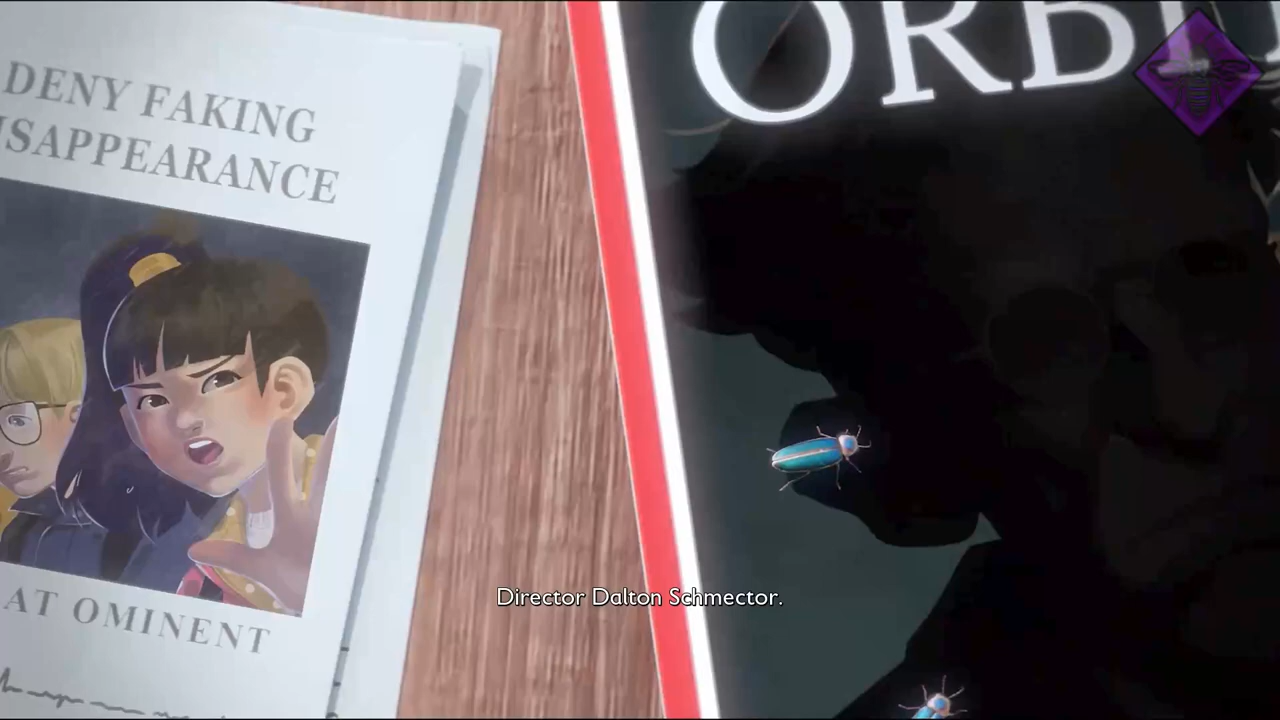 DENY FAKING
ISAPPEARANCE
AT OMINENT
ORBI
Director Dalton Schmector.